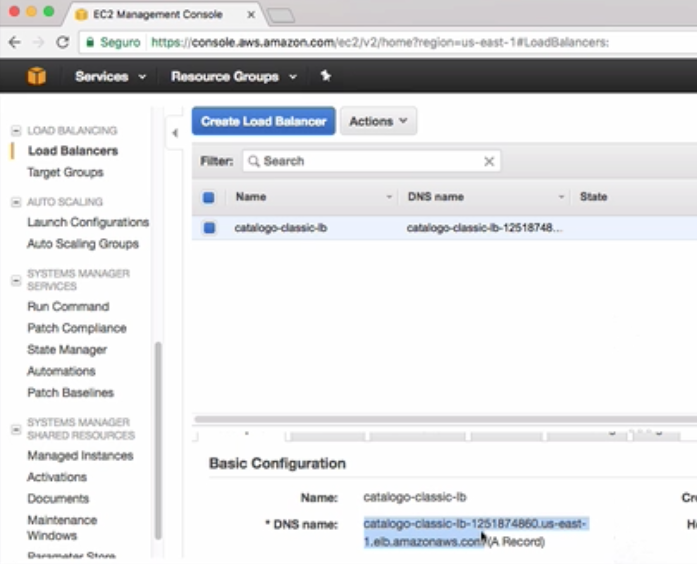 EC2 Management Console
Seguro https://console.aws.amazon.com/ec2/v2/home?region=us-east-1#LoadBalancers:
Services Resource Groups
LOAD BALANCING
Load Balancers
Target Groups
AUTO SCALING
Launch Configurations
Auto Scaling Groups
SYSTEMS MANAGER
SERVICES
Run Command
Patch Compliance
State Manager
Automations
Patch Baselines
SYSTEMS MANAGER
SHARED RESOURCES
Managed Instances
Activations
Documents
Maintenance
Windows
Parameter Store
Create Load Balancer Actions
Filter: Search
Name DNS name State
catalogo-classic-lb catalogo-classic-lb-12518748...
Basic Configuration
Name: catalogo-classic-lb
* DNS name: catalogo-classic-lb-1251874860.us-east-
1.elb.amazonaws.com (A Record)